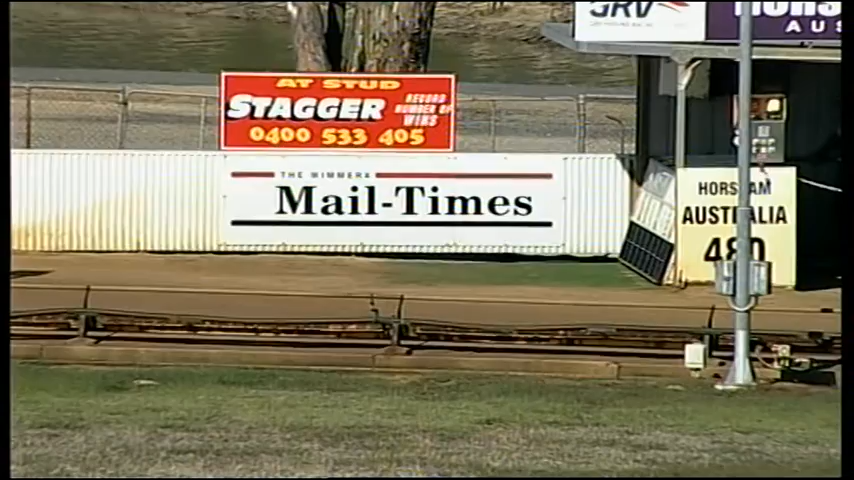 GRV
AUS
AT STUD
STAGGER
RECORD
NUMBER OF
WINS
0400 533 405
THE WIMMERA
Mail-Times
HORSHAM
AUSTRALIA
480